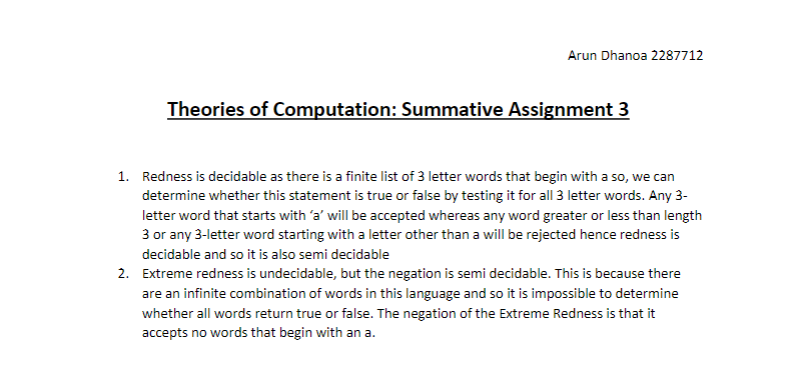 Arun Dhanoa 2287712
Theories of Computation: Summative Assignment 3
1. Redness is decidable as there is a finite list of 3 letter words that begin with a so, we can
determine whether this statement is true or false by testing it for all 3 letter words. Any 3-
letter word that starts with ‘a’ will be accepted whereas any word greater or less than length
3 or any 3-letter word starting with a letter other than a will be rejected hence redness is
decidable and so it is also semi decidable
2. Extreme redness is undecidable, but the negation is semi decidable. This is because there
are an infinite combination of words in this language and so it is impossible to determine
whether all words return true or false. The negation of the Extreme Redness is that it
accepts no words that begin with an a.